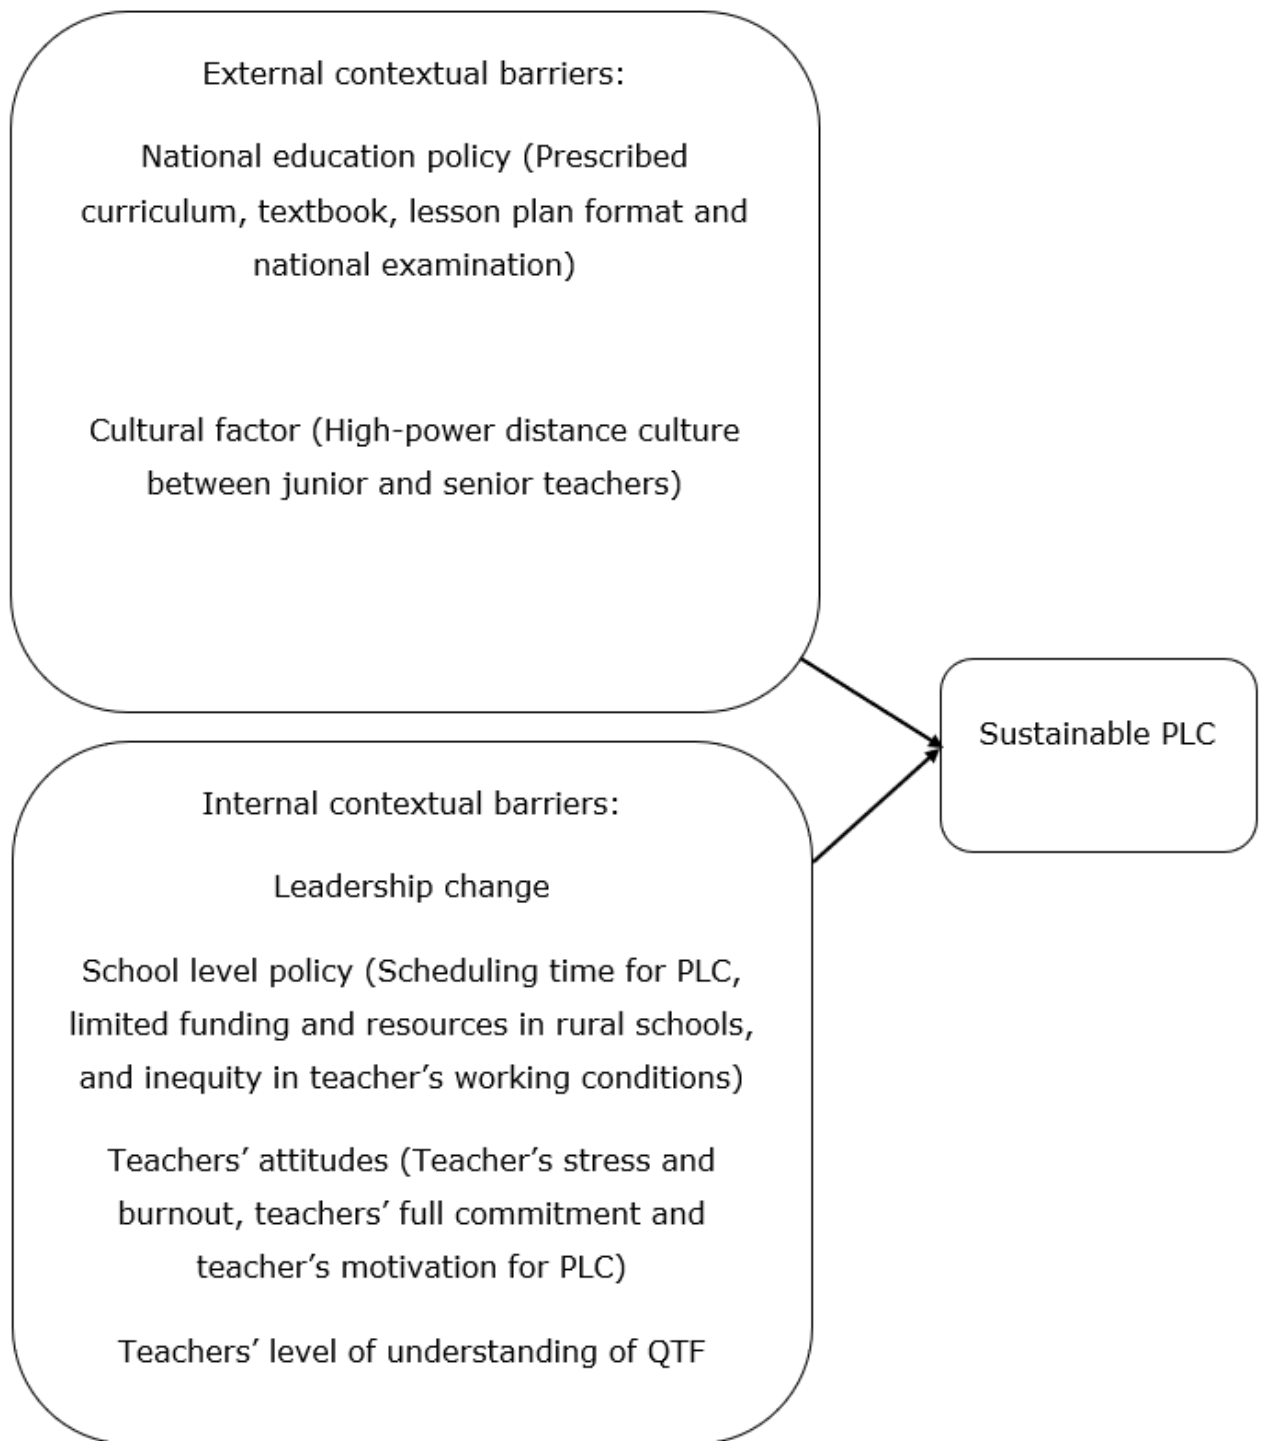 External contextual barriers:
National education policy (Prescribed
curriculum, textbook, lesson plan format and
national examination)
Cultural factor (High-power distance culture
between junior and senior teachers)
Sustainable PLC
Internal contextual barriers:
Leadership change
School level policy (Scheduling time for PLC,
limited funding and resources in rural schools,
and inequity in teacher’s working conditions)
Teachers’ attitudes (Teacher’s stress and
burnout, teachers’ full commitment and
teacher’s motivation for PLC)
Teachers’ level of understanding of QTF